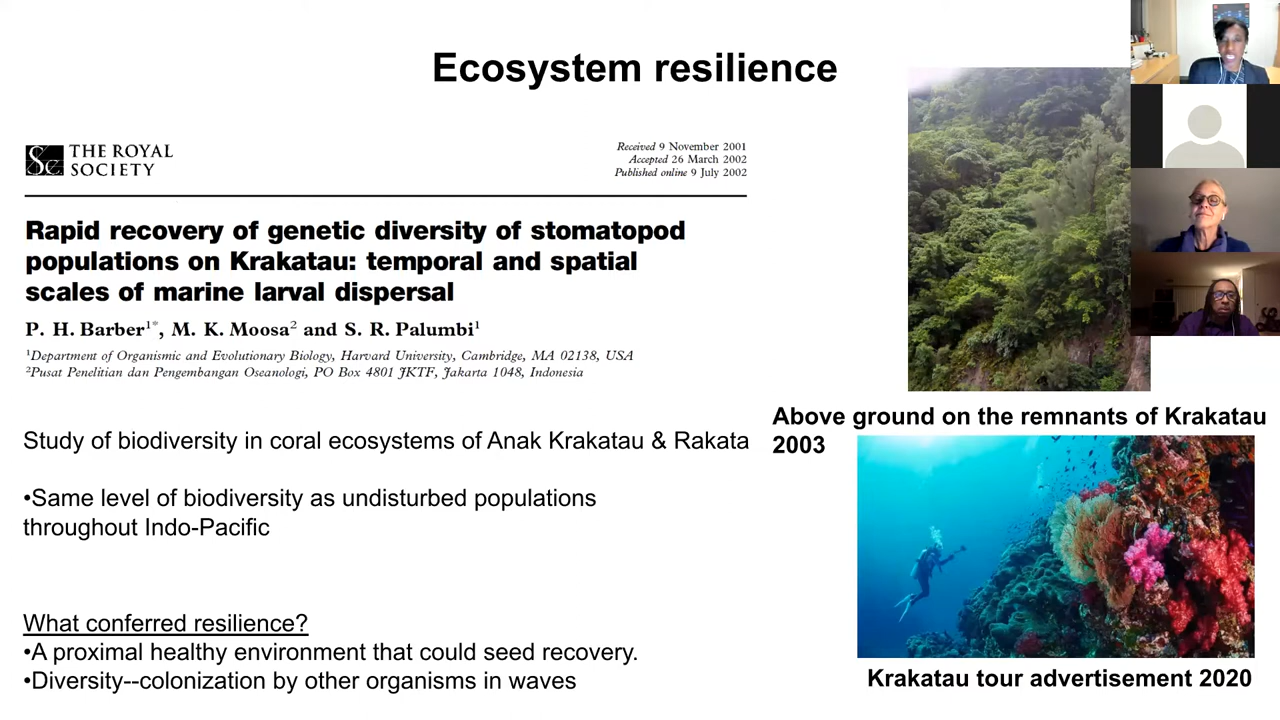 Ecosystem resilience
THE ROYAL
SOCIETY
Received 9 November 2001
Accepted 26 March 2002
Published online 9 July 2002
Rapid recovery of genetic diversity of stomatopod
populations on Krakatau: temporal and spatial
scales of marine larval dispersal
P. H. Barber1*, M. K. Moosa2 and S. R. Palumbi1
1Department of Organismic and Evolutionary Biology, Harvard University, Cambridge, MA 02138, USA
2Pusat Penelitian dan Pengembangan Oseanologi, PO Box 4801 JKTF, Jakarta 1048, Indonesia
Study of biodiversity in coral ecosystems of Anak Krakatau & Rakata
•Same level of biodiversity as undisturbed populations
throughout Indo-Pacific
What conferred resilience?
•A proximal healthy environment that could seed recovery.
•Diversity--colonization by other organisms in waves
Above ground on the remnants of Krakatau
2003
Krakatau tour advertisement 2020